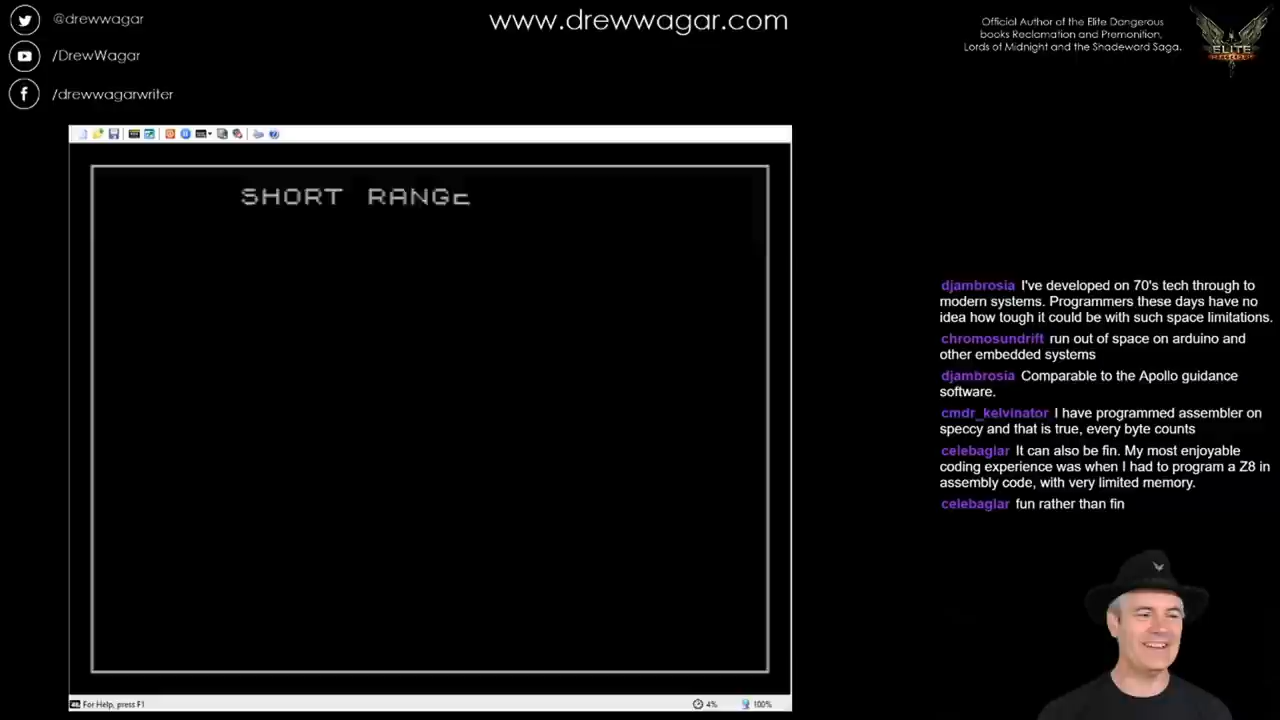 @drewwagar
/DrewWagar
/drewwagarwriter
www.drewwagar.com
Official Author of the Elite Dangerous
books Reclamation and Premonition,
Lords of Midnight and the Shadeward Saga.
ELITE
SHORT RANGE
djambrosia I've developed on 70's tech through to
modern systems. Programmers these days have no
idea how tough it could be with such space limitations.
chromosundrift run out of space on arduino and
other embedded systems
djambrosia Comparable to the Apollo guidance
software.
cmdr_kelvinator I have programmed assembler on
speccy and that is true, every byte counts
celebaglar It can also be fin. My most enjoyable
coding experience was when I had to program a Z8 in
assembly code, with very limited memory.
celebaglar fun rather than fin
For Help, press F1
4%
100%